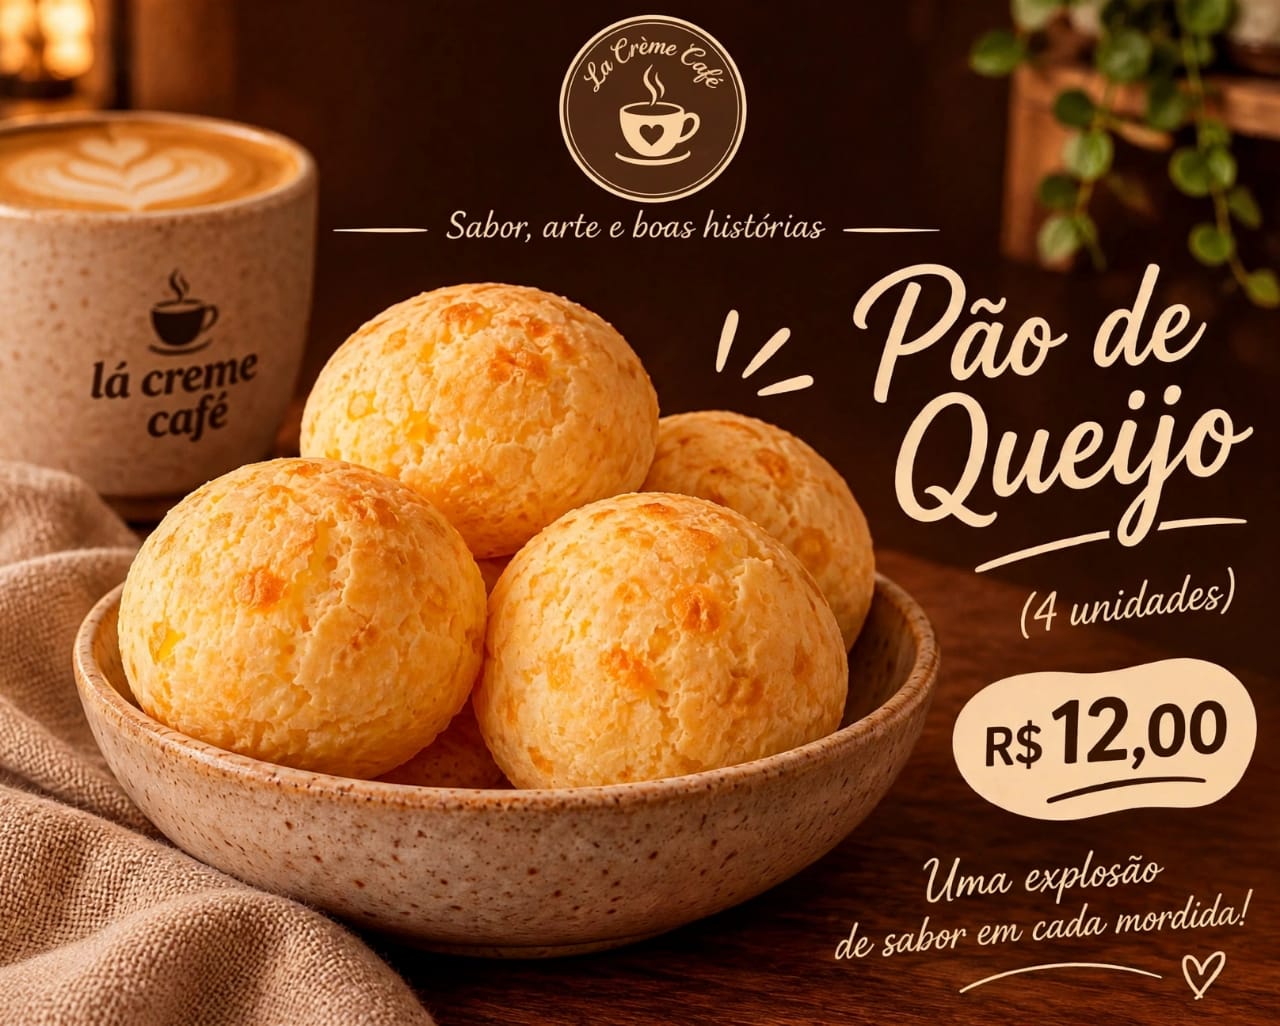 La Crème Café
Sabor, arte e boas histórias
lá creme
café
Pão de
Queijo
(4 unidades)
R$ 12,00
Uma explosão
de sabor em cada mordida!